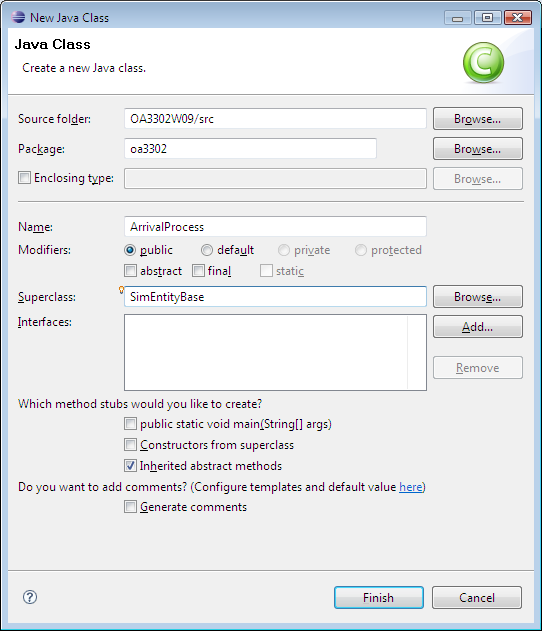 New Java Class
Java Class
Create a new Java class.
C
Source folder: OA3302W09/src Browse...
Package: oa3302 Browse...
Enclosing type: Browse...
Name: ArrivalProcess
Modifiers: public default private protected
abstract final static
Superclass: SimEntityBase Browse...
Interfaces: Add...
Remove
Which method stubs would you like to create?
public static void main(String[] args)
Constructors from superclass
Inherited abstract methods
Do you want to add comments? (Configure templates and default value here)
Generate comments
? Finish Cancel